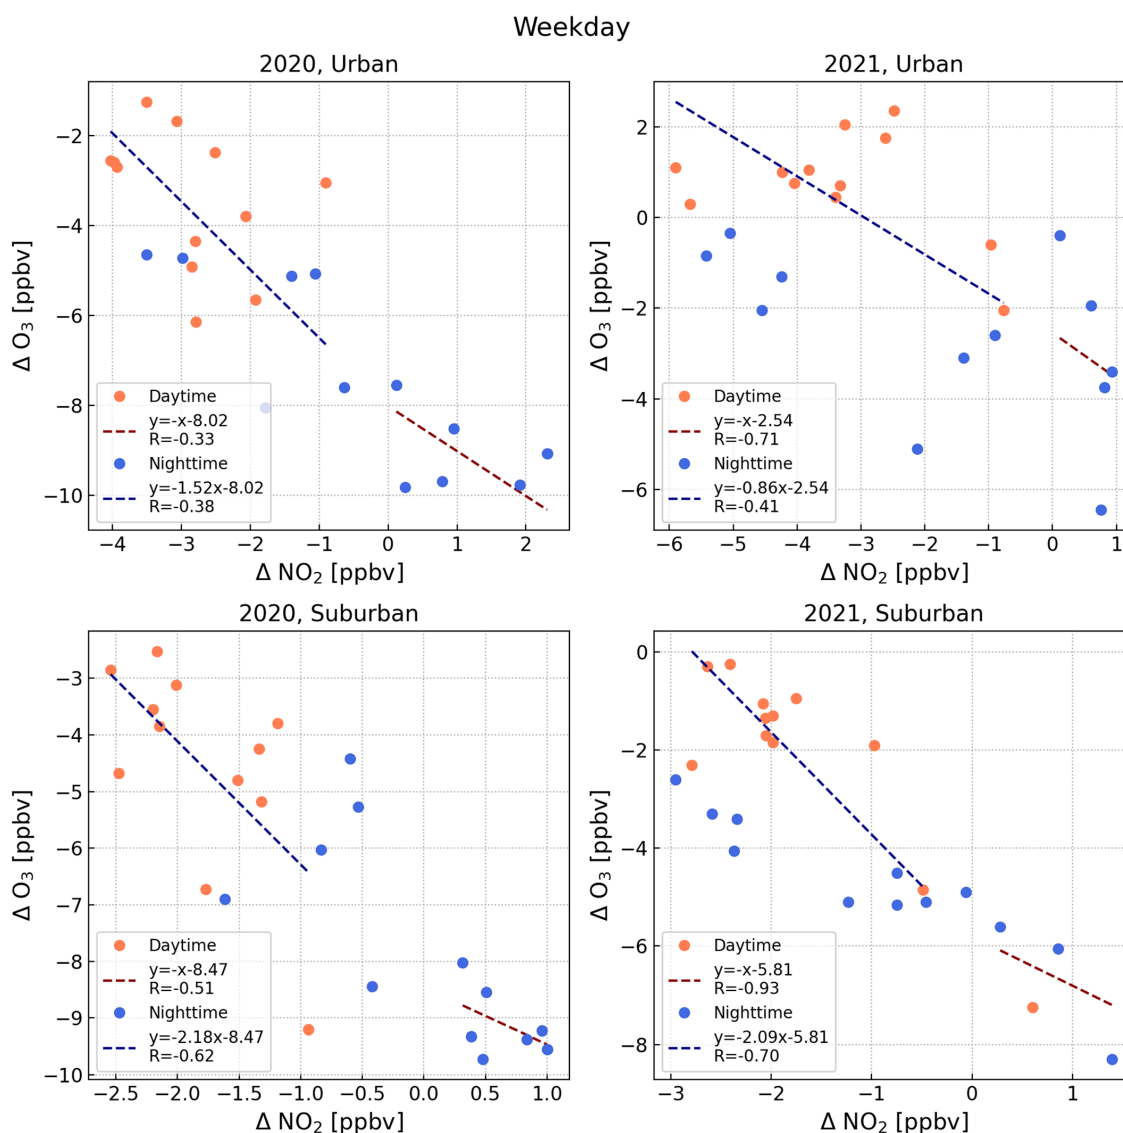 Weekday
2020, Urban
−2
−4
−6
−8
−10
Δ O₃ [ppbv]
Daytime
y=-x-8.02
R=-0.33
Nighttime
y=-1.52x-8.02
R=-0.38
−4 −3 −2 −1 0 1 2
Δ NO₂ [ppbv]
2021, Urban
2
0
−2
−4
−6
Δ O₃ [ppbv]
Daytime
y=-x-2.54
R=-0.71
Nighttime
y=-0.86x-2.54
R=-0.41
−6 −5 −4 −3 −2 −1 0 1
Δ NO₂ [ppbv]
2020, Suburban
−3
−4
−5
−6
−7
−8
−9
−10
Δ O₃ [ppbv]
Daytime
y=-x-8.47
R=-0.51
Nighttime
y=-2.18x-8.47
R=-0.62
−2.5 −2.0 −1.5 −1.0 −0.5 0.0 0.5 1.0
Δ NO₂ [ppbv]
2021, Suburban
0
−2
−4
−6
−8
Δ O₃ [ppbv]
Daytime
y=-x-5.81
R=-0.93
Nighttime
y=-2.09x-5.81
R=-0.70
−3 −2 −1 0 1
Δ NO₂ [ppbv]